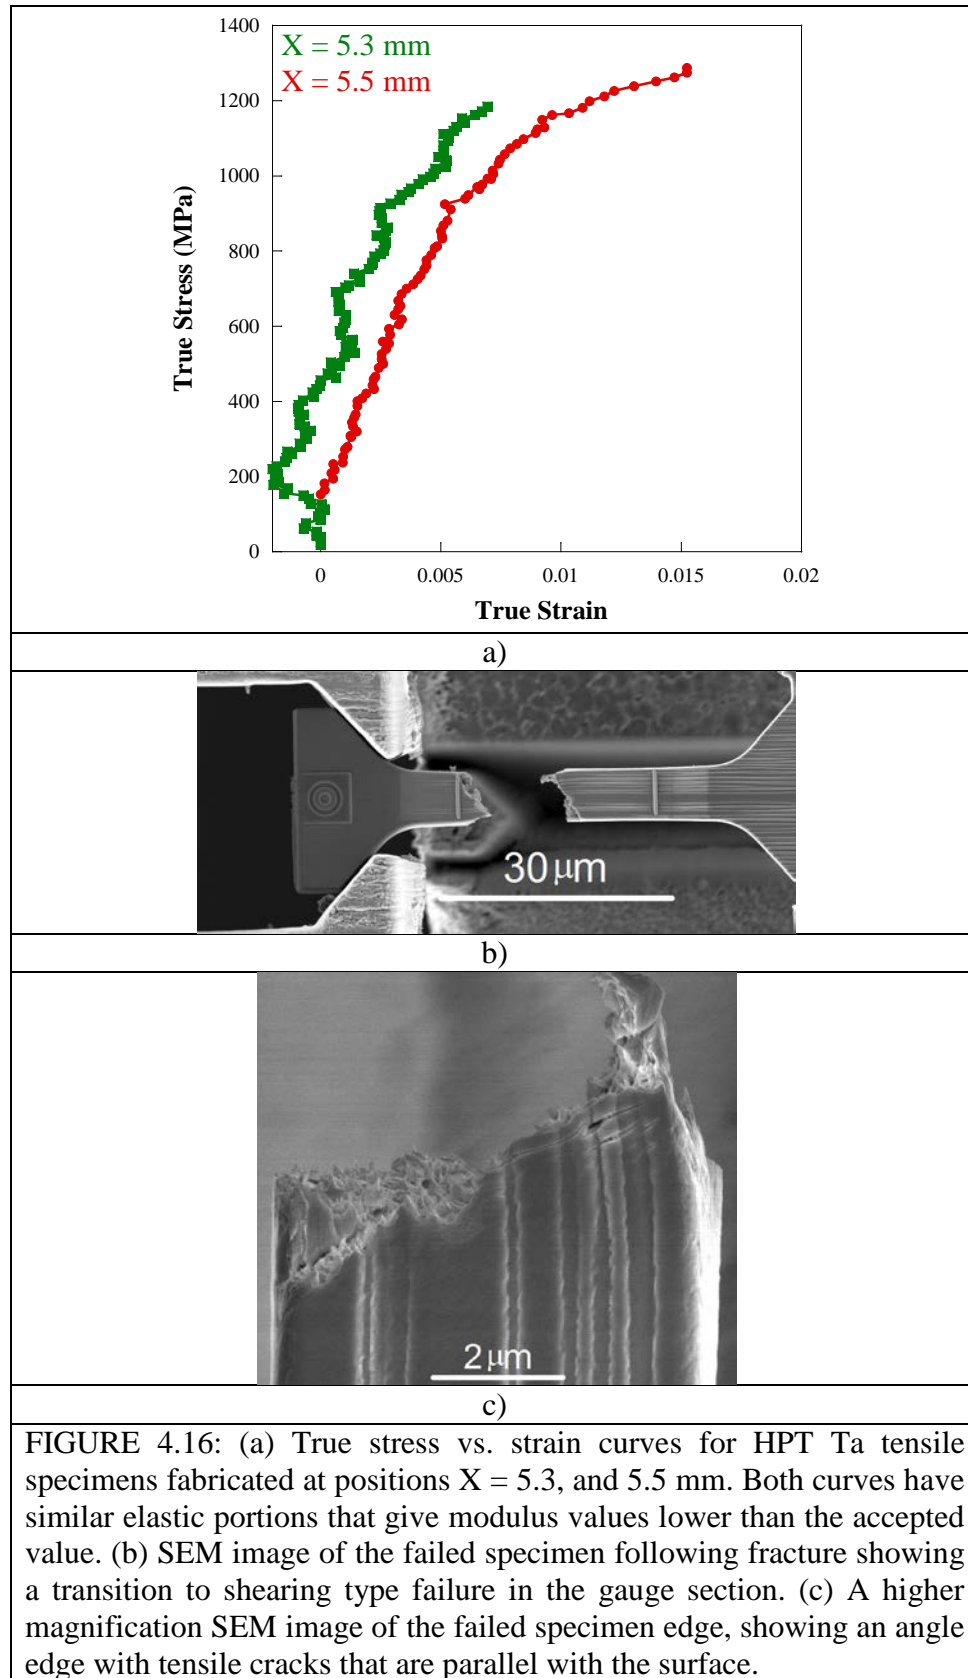 1400
1200
1000
800
600
400
200
0
True Stress (MPa)
X = 5.3 mm
X = 5.5 mm
0 0.005 0.01 0.015 0.02
True Strain
a)
30 μm
b)
2 μm
c)
FIGURE 4.16: (a) True stress vs. strain curves for HPT Ta tensile
specimens fabricated at positions X = 5.3, and 5.5 mm. Both curves have
similar elastic portions that give modulus values lower than the accepted
value. (b) SEM image of the failed specimen following fracture showing
a transition to shearing type failure in the gauge section. (c) A higher
magnification SEM image of the failed specimen edge, showing an angle
edge with tensile cracks that are parallel with the surface.